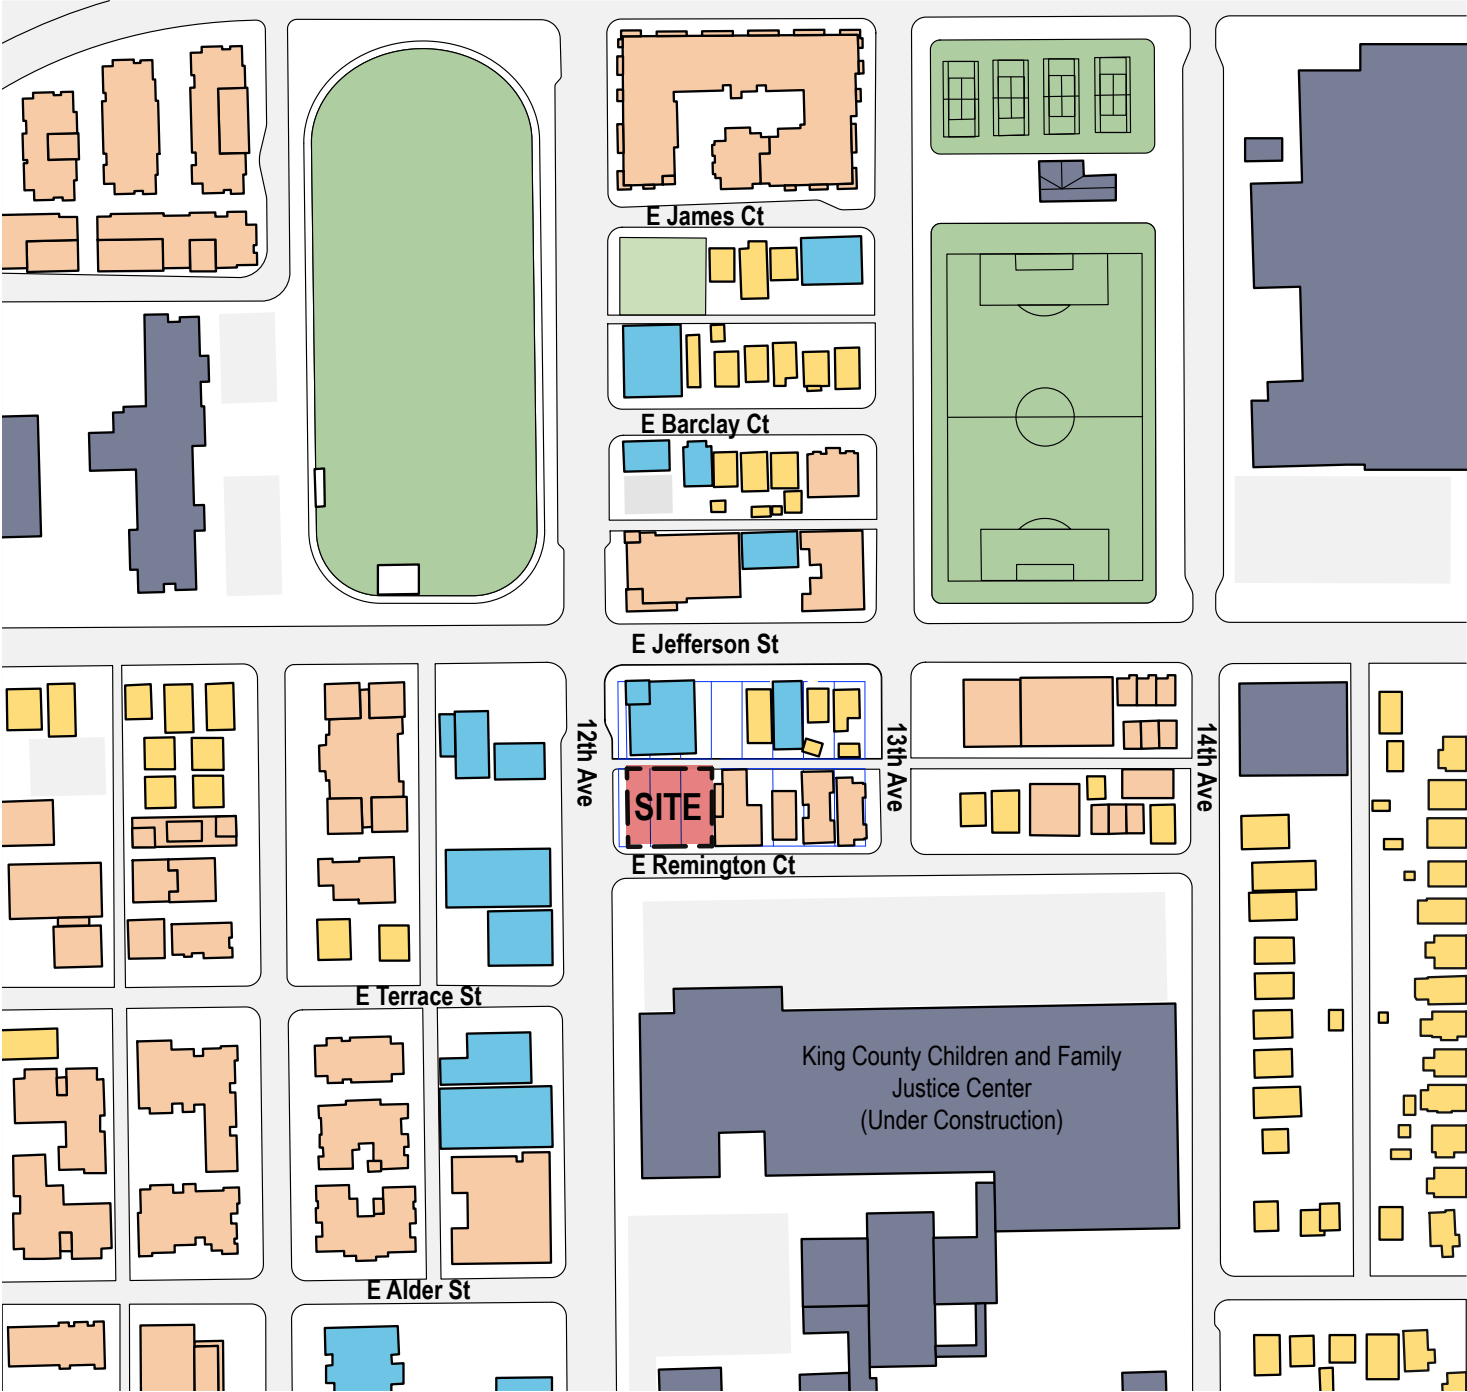 E James Ct
E Barclay Ct
E Jefferson St
12th Ave
13th Ave
14th Ave
SITE
E Remington Ct
E Terrace St
King County Children and Family
Justice Center
(Under Construction)
E Alder St